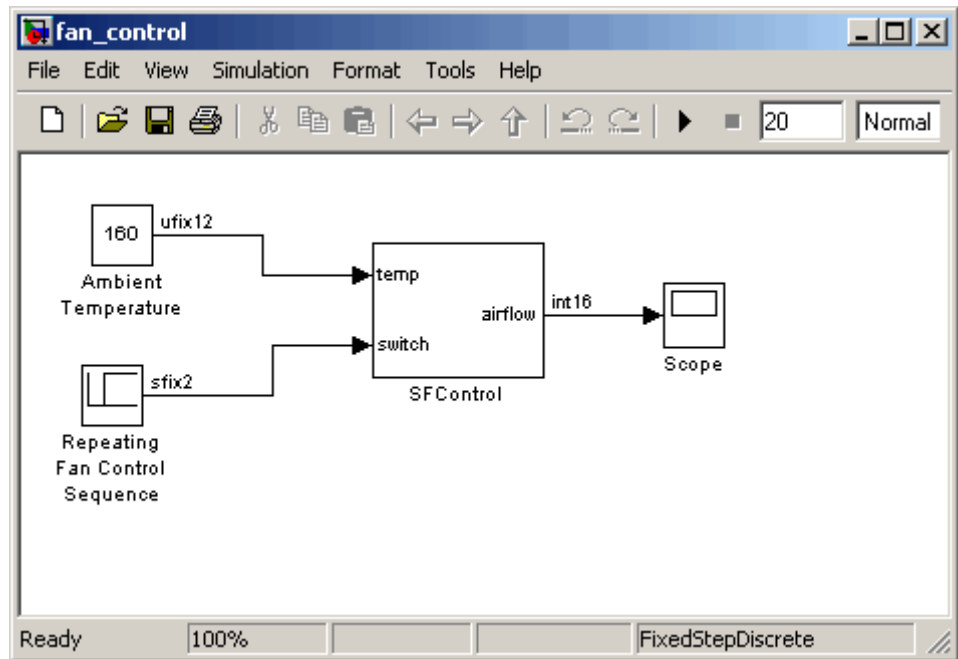 fan_control
File Edit View Simulation Format Tools Help
20 Normal
160
ufix12
Ambient
Temperature
temp
airflow
switch
SFControl
int16
Scope
sfix2
Repeating
Fan Control
Sequence
Ready 100% FixedStepDiscrete